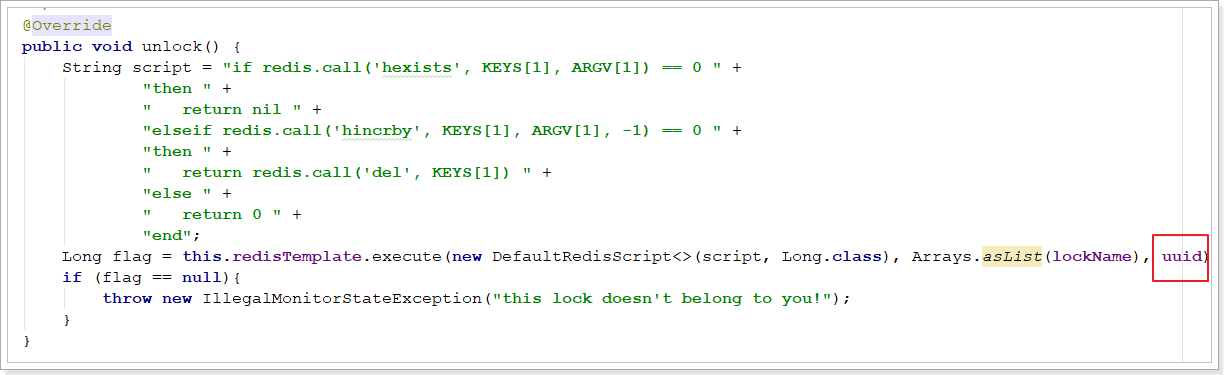 @Override
public void unlock() {
    String script = "if redis.call('hexists', KEYS[1], ARGV[1]) == 0 " +
            "then " +
            "   return nil " +
            "elseif redis.call('hincrby', KEYS[1], ARGV[1], -1) == 0 " +
            "then " +
            "   return redis.call('del', KEYS[1]) " +
            "else " +
            "   return 0 " +
            "end";
    Long flag = this.redisTemplate.execute(new DefaultRedisScript<>(script, Long.class), Arrays.asList(lockName), uuid)
    if (flag == null){
        throw new IllegalMonitorStateException("this lock doesn't belong to you!");
    }
}